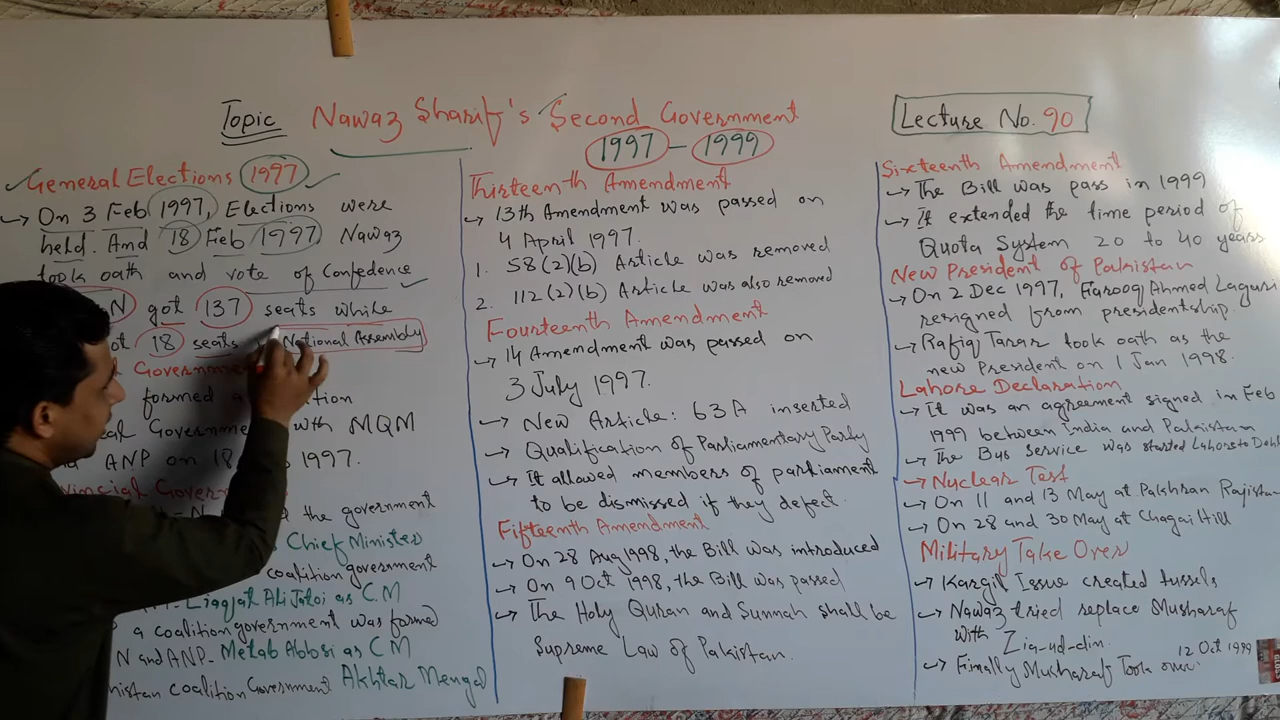 Topic Nawaz Sharif's Second Government
1997 - 1999
Lecture No. 90
General Elections 1997
→ On 3 Feb 1997, Elections were
held. And 18 Feb 1997 Nawaz
took oath and vote of Confedence
N got 137 seats while
ot 18 seats National Assembly
Government
formed a tion
Government with MQM
ANP on 18 1997.
vincial Gover
N the government
Chief Minister
coalition government
Liaqat Ali Jatoi as C.M
a coalition government was formed
N and ANP- Metab Abbasi as CM
histan coalition Government Akhtar Mengal
Thirteenth Amendment
→ 13th Amendment was passed on
4 April 1997.
1. 58(2)(b) Article was removed
2. 112(2)(b) Article was also removed
Fourteenth Amendment
→ 14 Amendment was passed on
3 July 1997.
→ New Article: 63A inserted
→ Qualification of Parliamentary Party
→ It allowed members of parliament
to be dismissed if they defect.
Fifteenth Amendment
→ On 28 Aug 1998, the Bill was introduced
→ On 9 Oct 1998, the Bill was passed
→ The Holy Quran and Sunnah shall be
Supreme Law of Pakistan.
Sixteenth Amendment
→ The Bill was pass in 1999
→ It extended the time period of
Quota System 20 to 40 years
New President of Pakistan
→ On 2 Dec 1997, Farooq Ahmed Lagari
resigned from presidentship.
→ Rafiq Tarar took oath as the
new President on 1 Jan 1998.
Lahore Declaration
→ It was an agreement signed in Feb
1999 between India and Pakistan
→ The Bus Service was started Lahore to Dehl
→ Nuclear Test
→ On 11 and 13 May at Pakhran Rajista
→ On 28 and 30 May at Chagai Hill
Military Take Over
→ Kargil Issue created tussels
→ Nawaz tried replace Musharaf
with Zia-ud-din.
→ Finally Musharaf Took over 12 Oct 1999